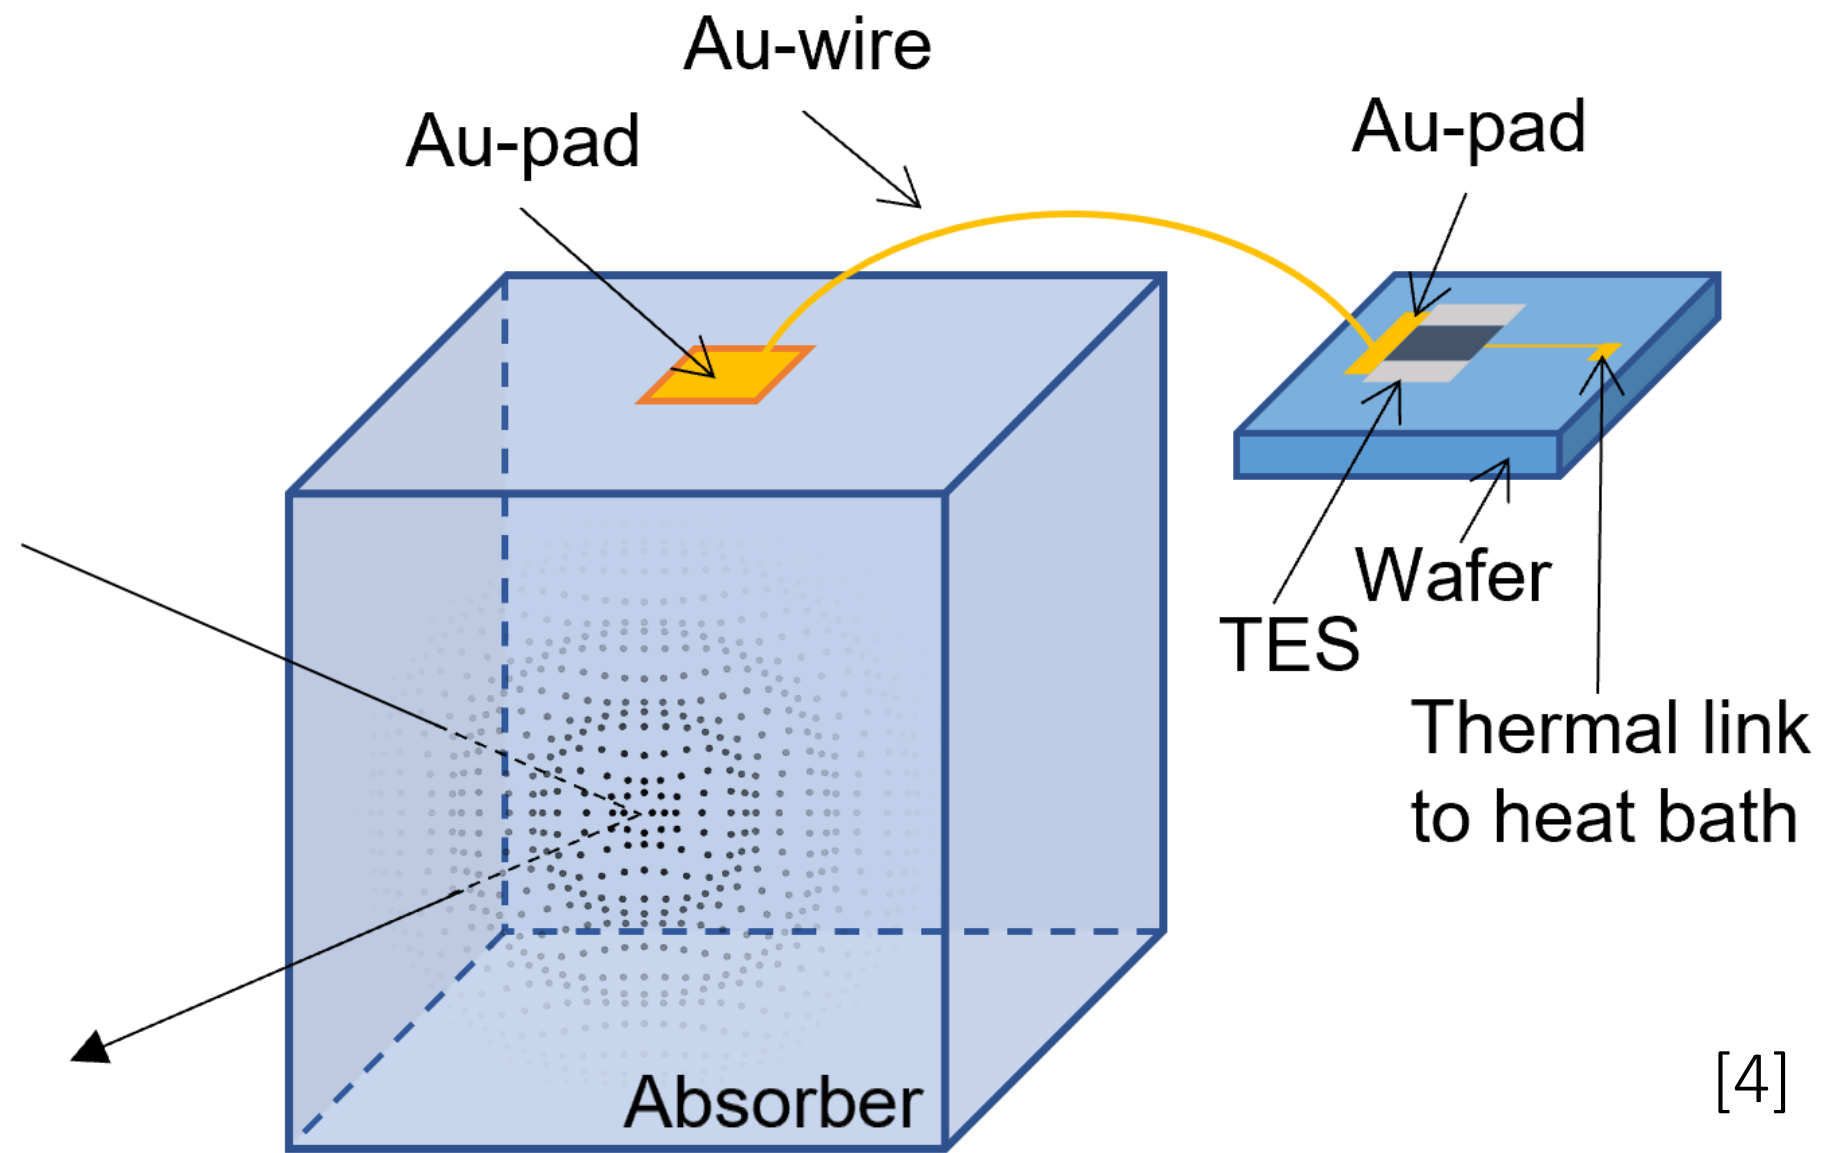 Au-wire
Au-pad
Au-pad
Wafer
TES
Thermal link
to heat bath
Absorber
[4]